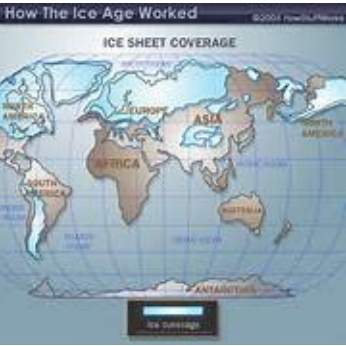 How The Ice Age Worked
©2003 HowStuffWorks
ICE SHEET COVERAGE
NORTH
AMERICA
EUROPE
ASIA
NORTH
AMERICA
AFRICA
SOUTH
AMERICA
AUSTRALIA
ANTARCTICA
Ice coverage